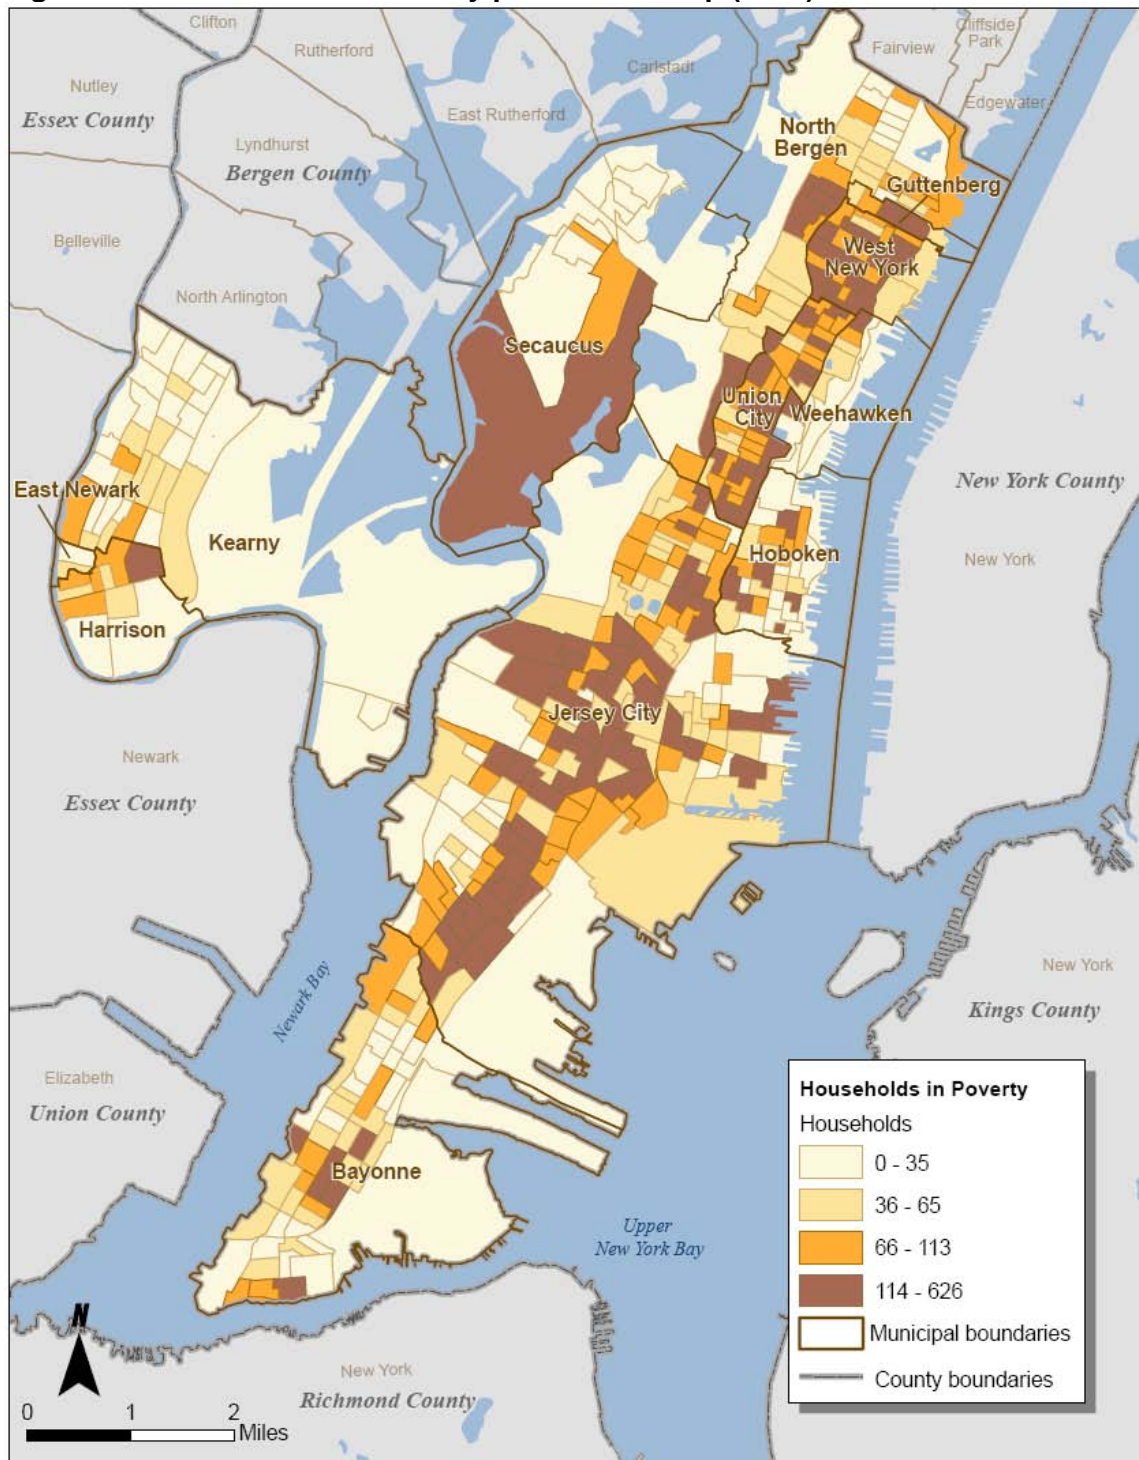 Clifton
Rutherford
Carlstadt
Fairview
Cliffside
Park
Nutley
Essex County
East Rutherford
Edgewater
North
Bergen
Lyndhurst
Bergen County
Guttenberg
Belleville
West
New York
North Arlington
Secaucus
Union
City
Weehawken
East Newark
New York County
Kearny
Hoboken
New York
Harrison
Jersey City
Newark
Essex County
Newark Bay
New York
Kings County
Elizabeth
Union County
Bayonne
Upper
New York Bay
Households in Poverty
Households
0 - 35
36 - 65
66 - 113
114 - 626
Municipal boundaries
County boundaries
N
New York
Richmond County
0 1 2
Miles